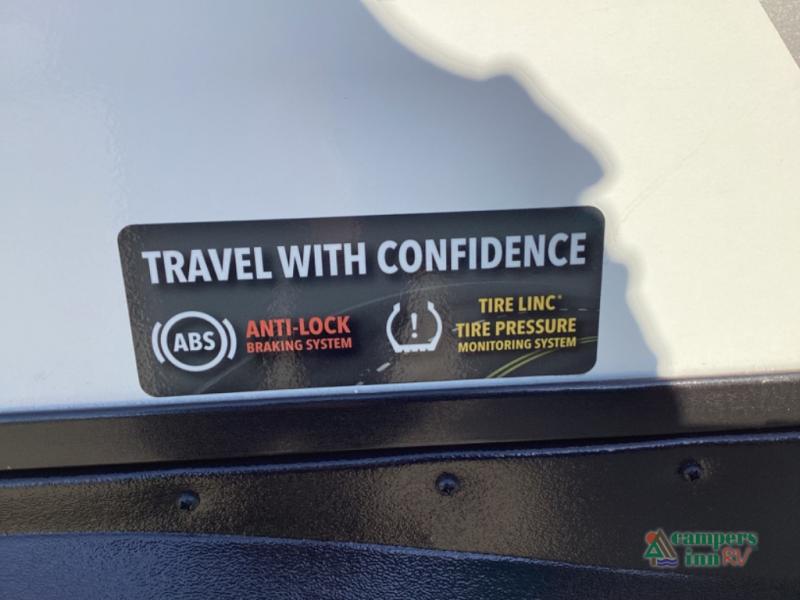 TRAVEL WITH CONFIDENCE
ABS
ANTI-LOCK
BRAKING SYSTEM
!
TIRE LINC®
TIRE PRESSURE
MONITORING SYSTEM
campers
inn RV